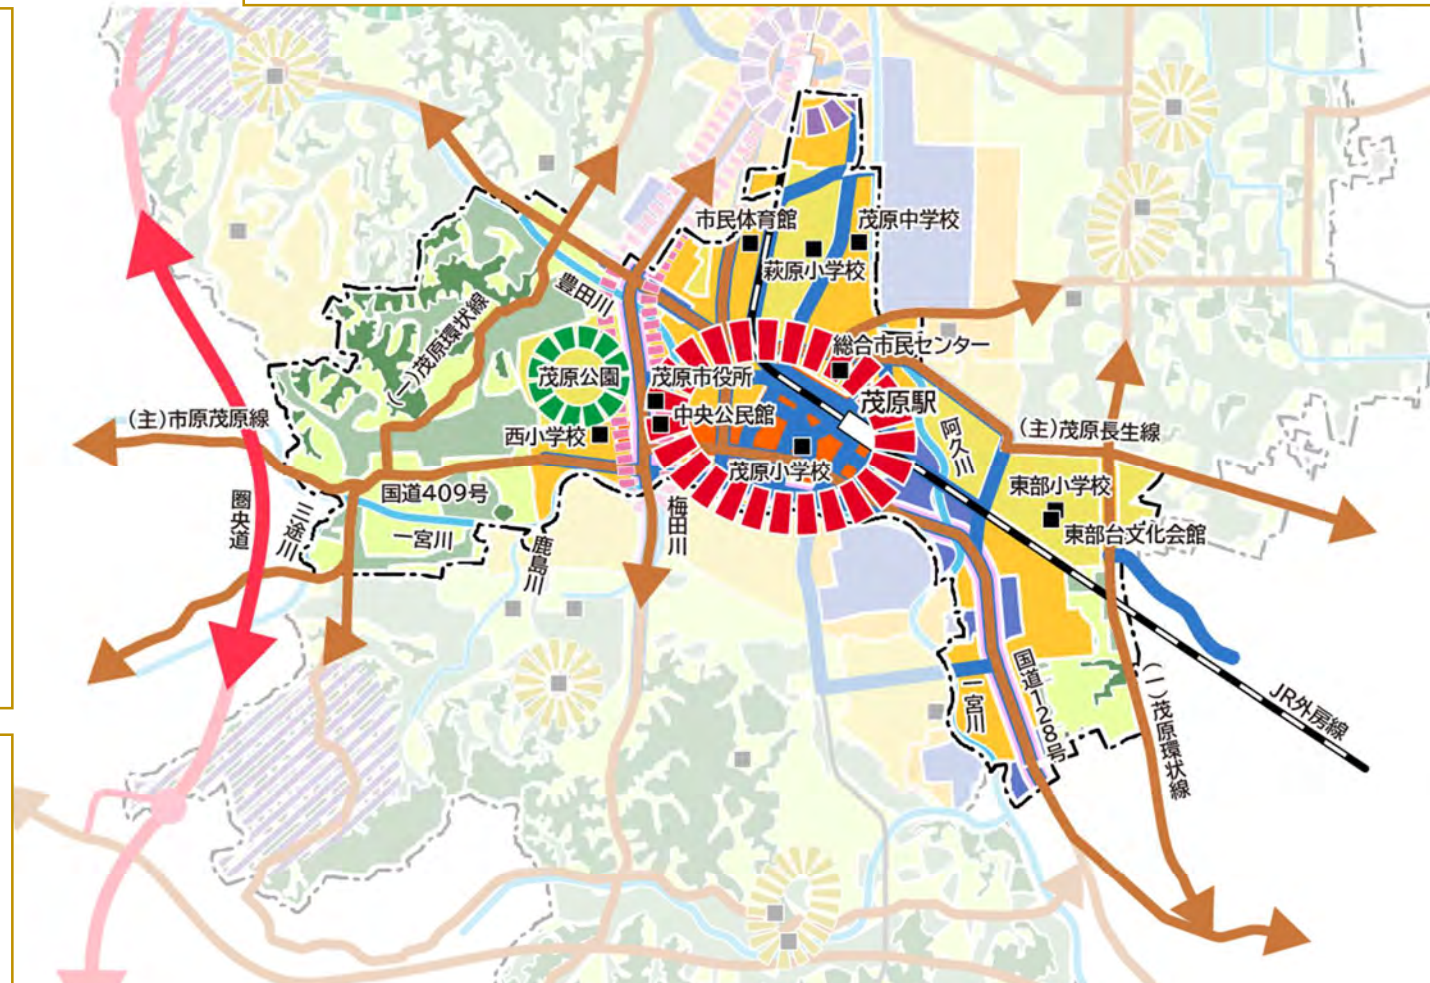 市民体育館
茂原中学校
萩原小学校
豊田川
(一)茂原環状線
総合市民センター
茂原公園
茂原市役所
茂原駅
中央公民館
(主)市原茂原線
西小学校
阿久川
(主)茂原長生線
茂原小学校
国道409号
東部小学校
圏央道
三途川
一宮川
鹿島川
梅田川
東部台文化会館
国道128号
一宮川
(一)茂原環状線
JR外房線